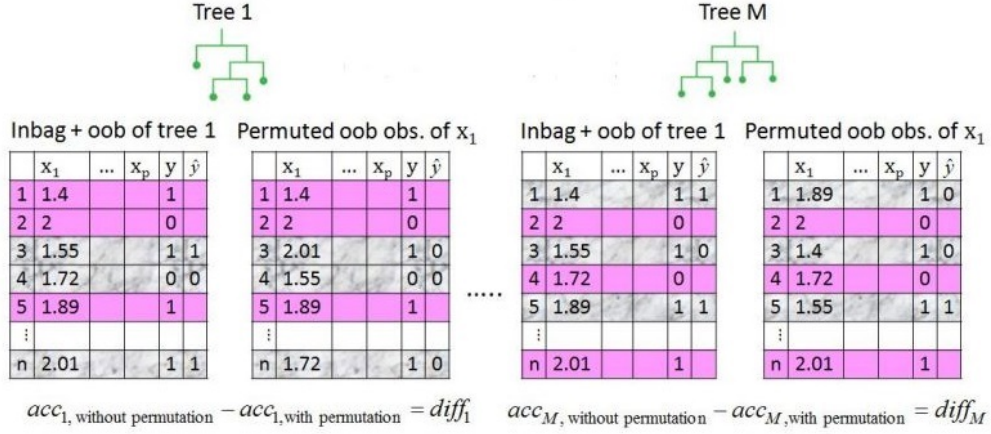 Tree 1
Tree M
Inbag + oob of tree 1
Permuted oob obs. of x₁
Inbag + oob of tree 1
Permuted oob obs. of x₁
x₁ ... xₚ y ŷ
1 1.4 1
2 2 0
3 1.55 1 1
4 1.72 0 0
5 1.89 1
⋮
n 2.01 1 1
x₁ ... xₚ y ŷ
1 1.4 1
2 2 0
3 2.01 1 0
4 1.55 0 0
5 1.89 1
⋮
n 1.72 1 0
.....
x₁ ... xₚ y ŷ
1 1.4 1 1
2 2 0
3 1.55 1 0
4 1.72 0
5 1.89 1 1
⋮
n 2.01 1
x₁ ... xₚ y ŷ
1 1.89 1 0
2 2 0
3 1.4 1 0
4 1.72 0
5 1.55 1 1
⋮
n 2.01 1
acc₁, without permutation − acc₁,with permutation = diff₁
acc_M, without permutation − acc_M,with permutation = diff_M